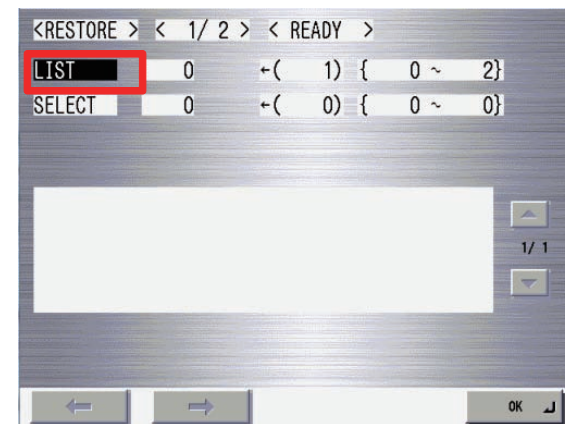 <RESTORE > < 1/ 2 > < READY >
LIST 0 ←( 1) { 0 ~ 2}
SELECT 0 ←( 0) { 0 ~ 0}
1/ 1
OK